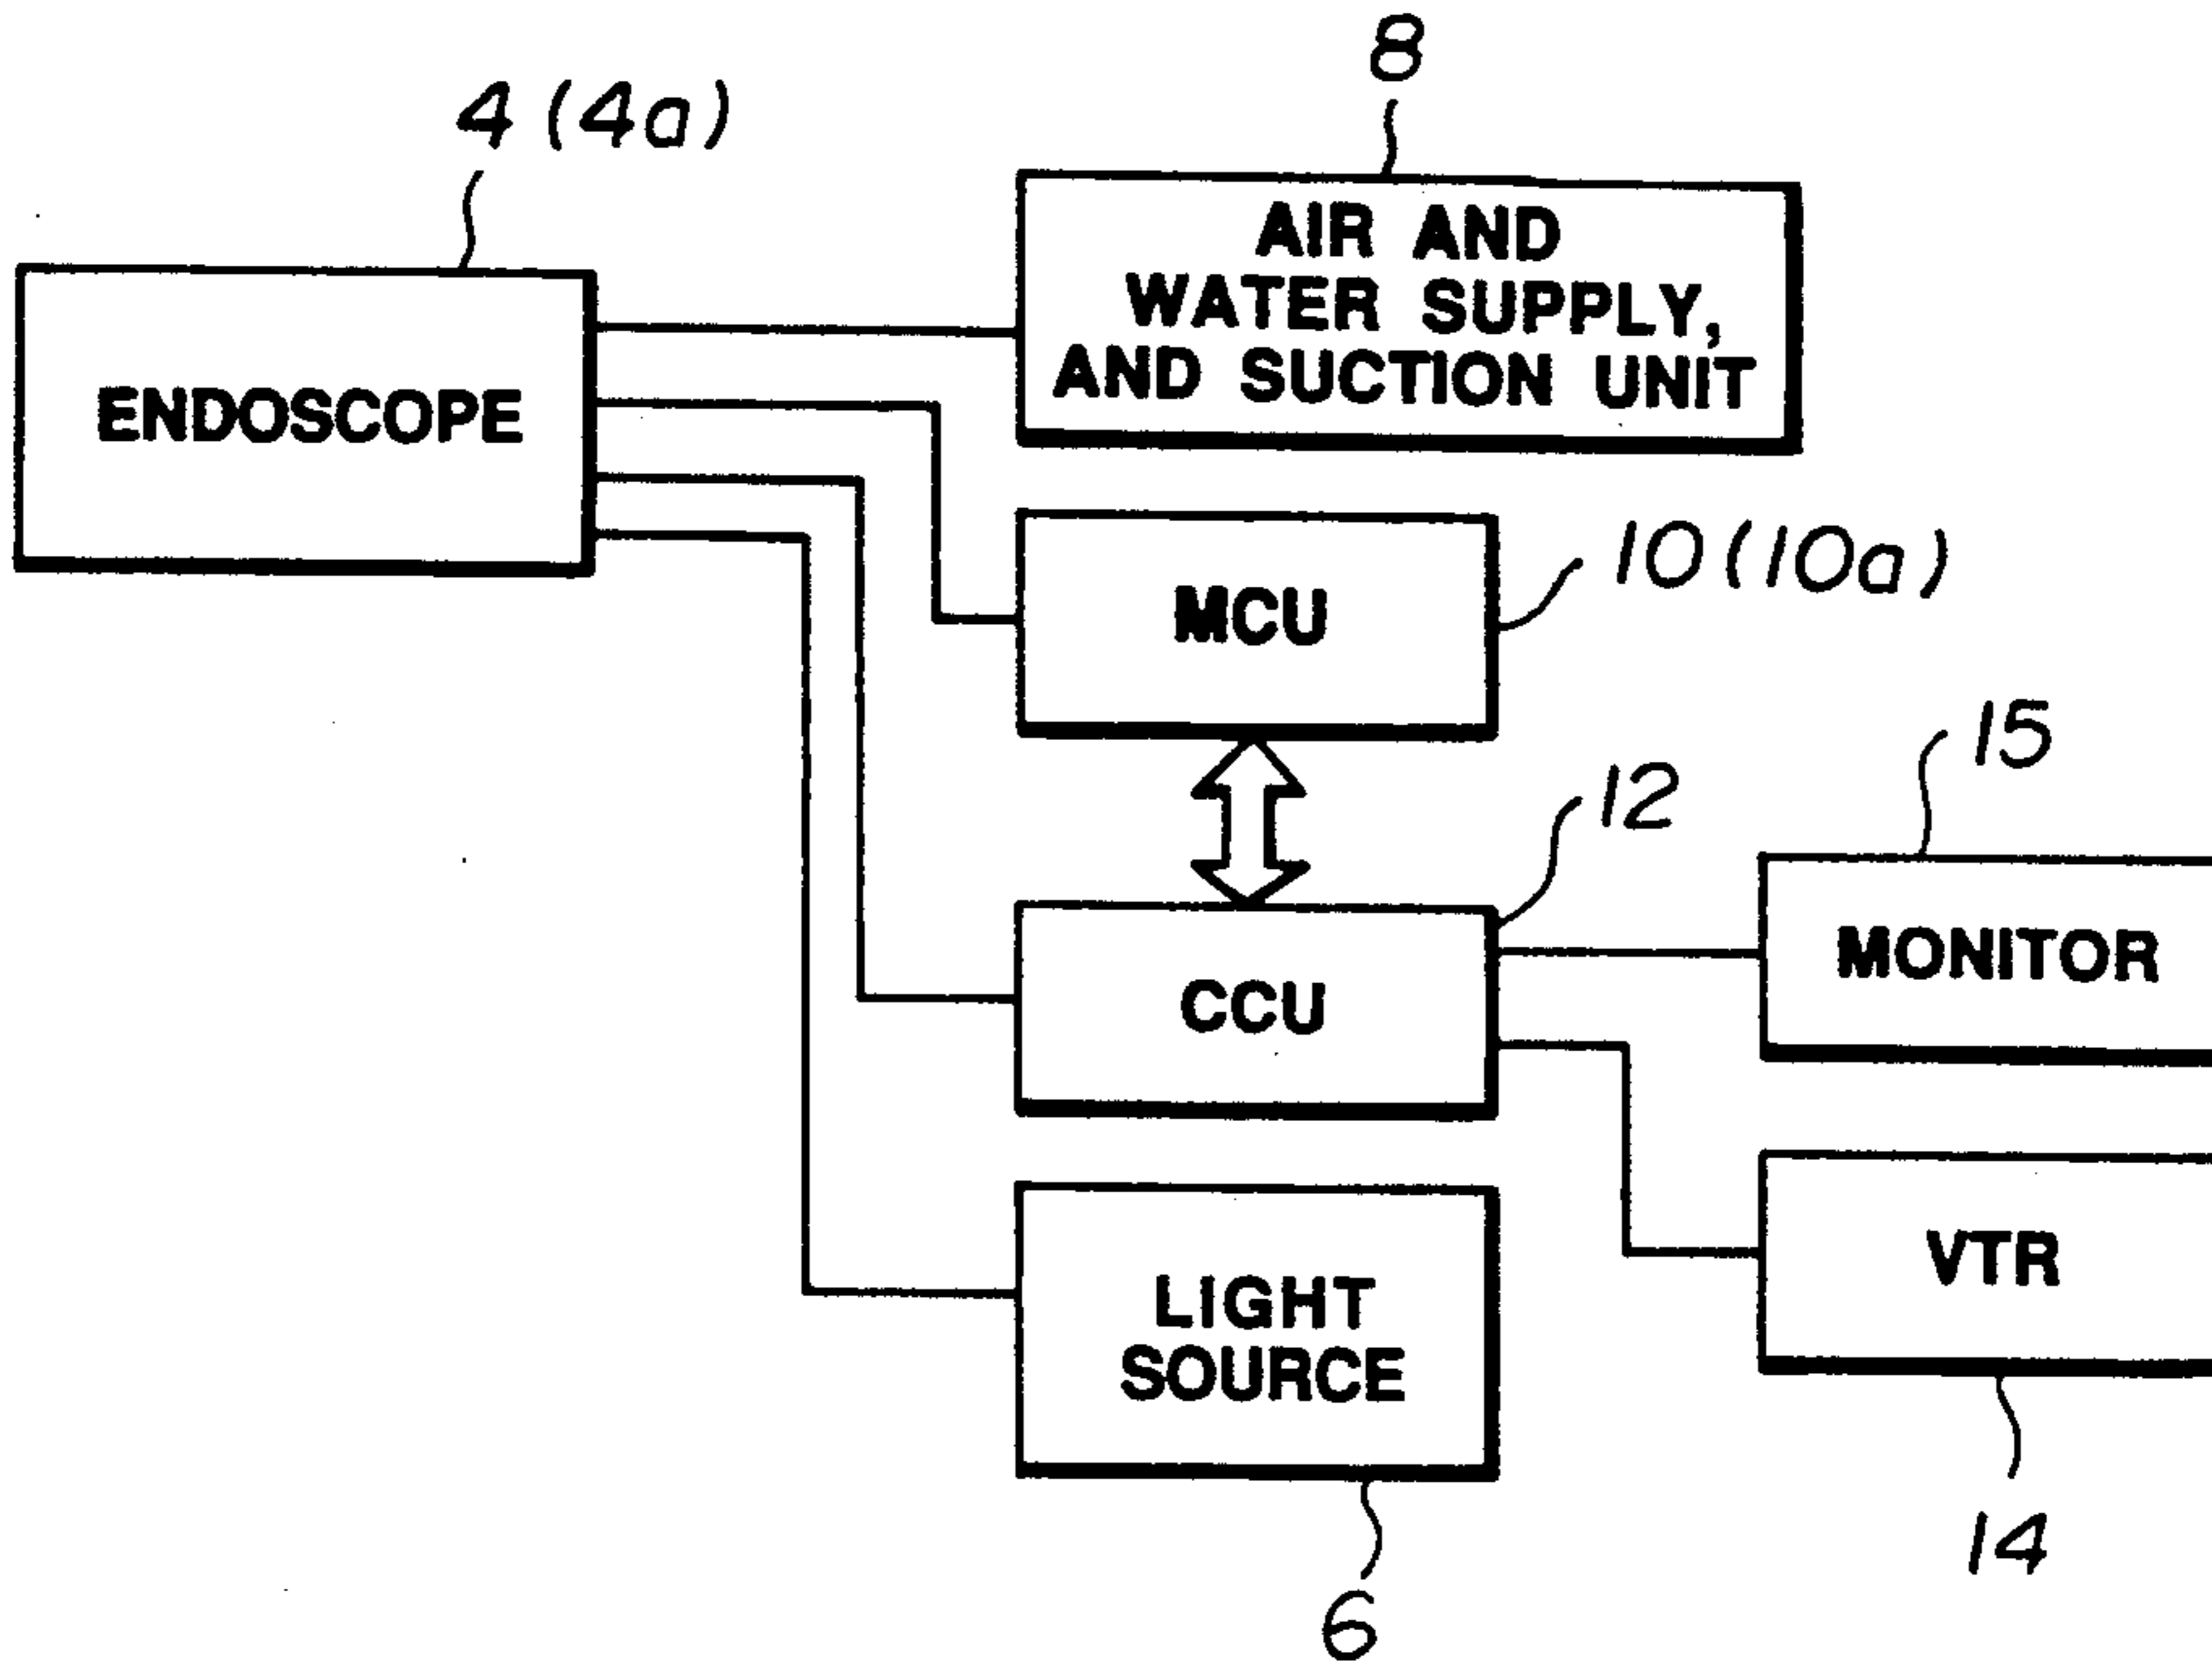 8
4 (4a)
AIR AND
WATER SUPPLY,
AND SUCTION UNIT
ENDOSCOPE
10 (10a)
MCU
15
12
MONITOR
CCU
VTR
LIGHT
SOURCE
14
6